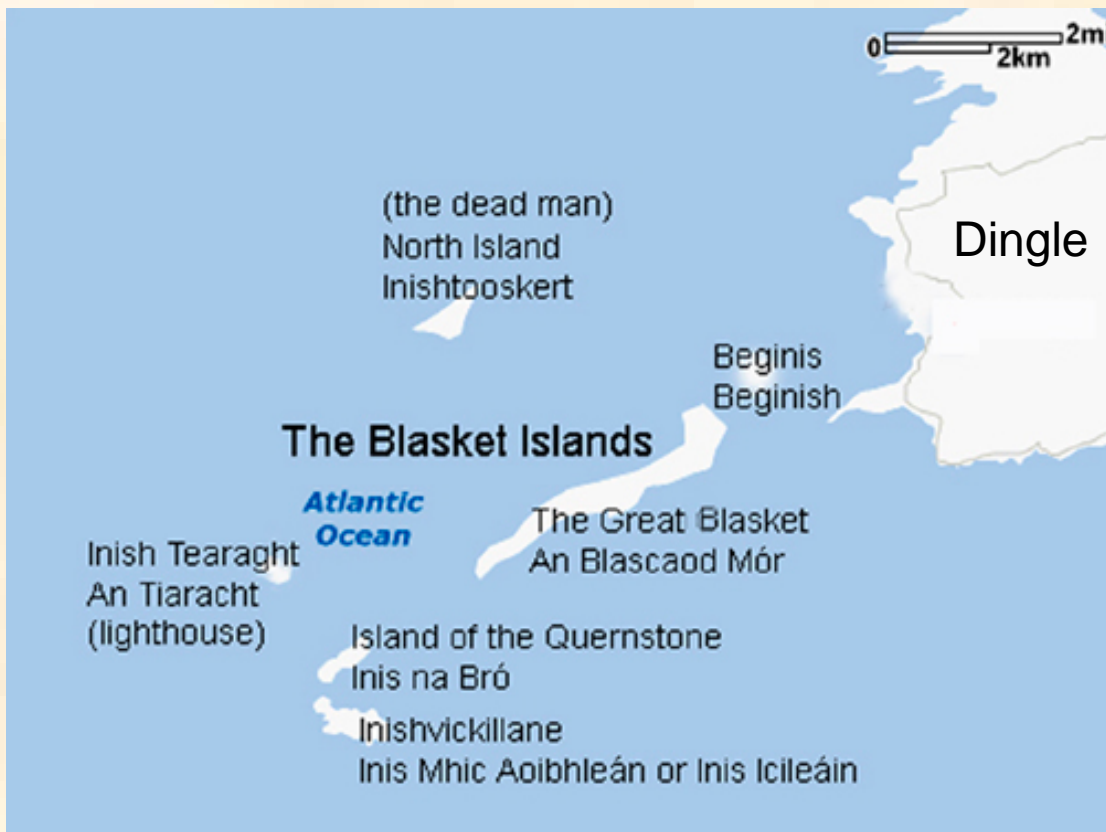 0 2m
2km
(the dead man)
North Island
Inishtooskert
Dingle
Beginis
Beginish
The Blasket Islands
Atlantic
Ocean
The Great Blasket
An Blascaod Mór
Inish Tearaght
An Tiaracht
(lighthouse)
Island of the Quernstone
Inis na Bró
Inishvickillane
Inis Mhic Aoibhleán or Inis Icileáin